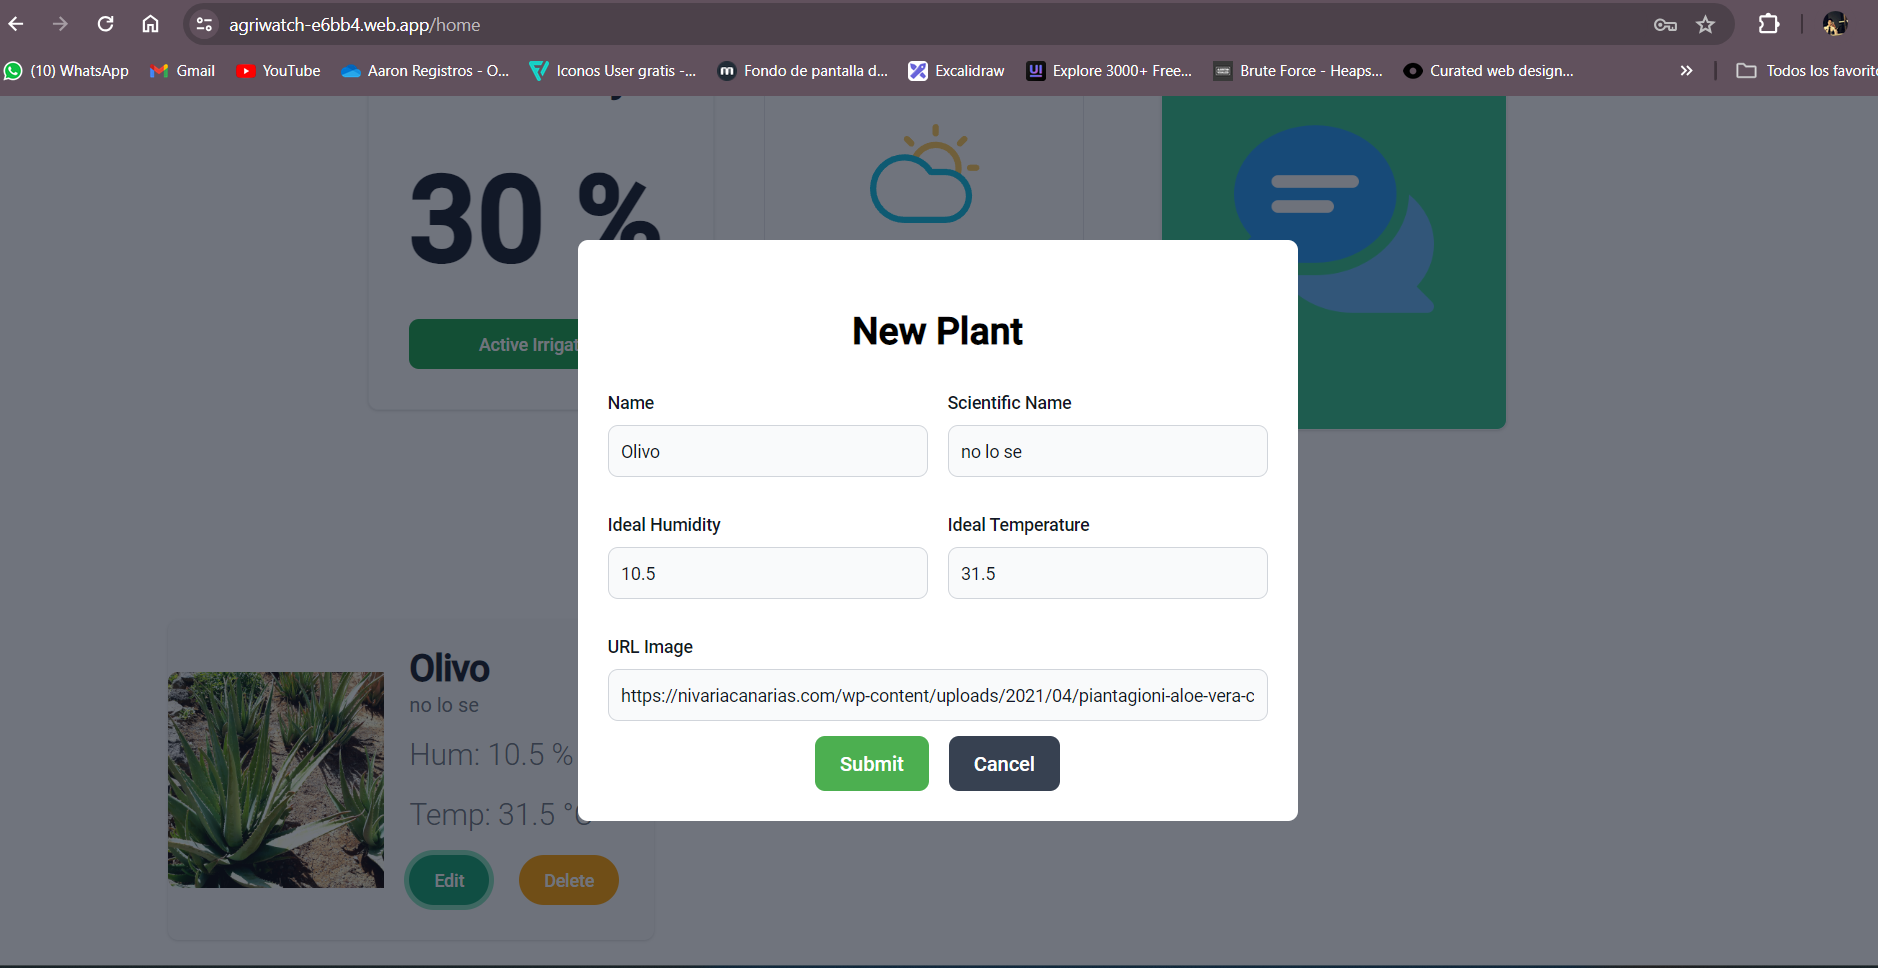 agriwatch-e6bb4.web.app/home
(10) WhatsApp Gmail YouTube Aaron Registros - O... Iconos User gratis -... Fondo de pantalla d... Excalidraw Explore 3000+ Free... Brute Force - Heaps... Curated web design... » Todos los favorit
30 %
Active Irrigat
New Plant
Name Scientific Name
Olivo no lo se
Ideal Humidity Ideal Temperature
10.5 31.5
URL Image
https://nivariacanarias.com/wp-content/uploads/2021/04/piantagioni-aloe-vera-c
Submit Cancel
Olivo
no lo se
Hum: 10.5 %
Temp: 31.5 °C
Edit Delete